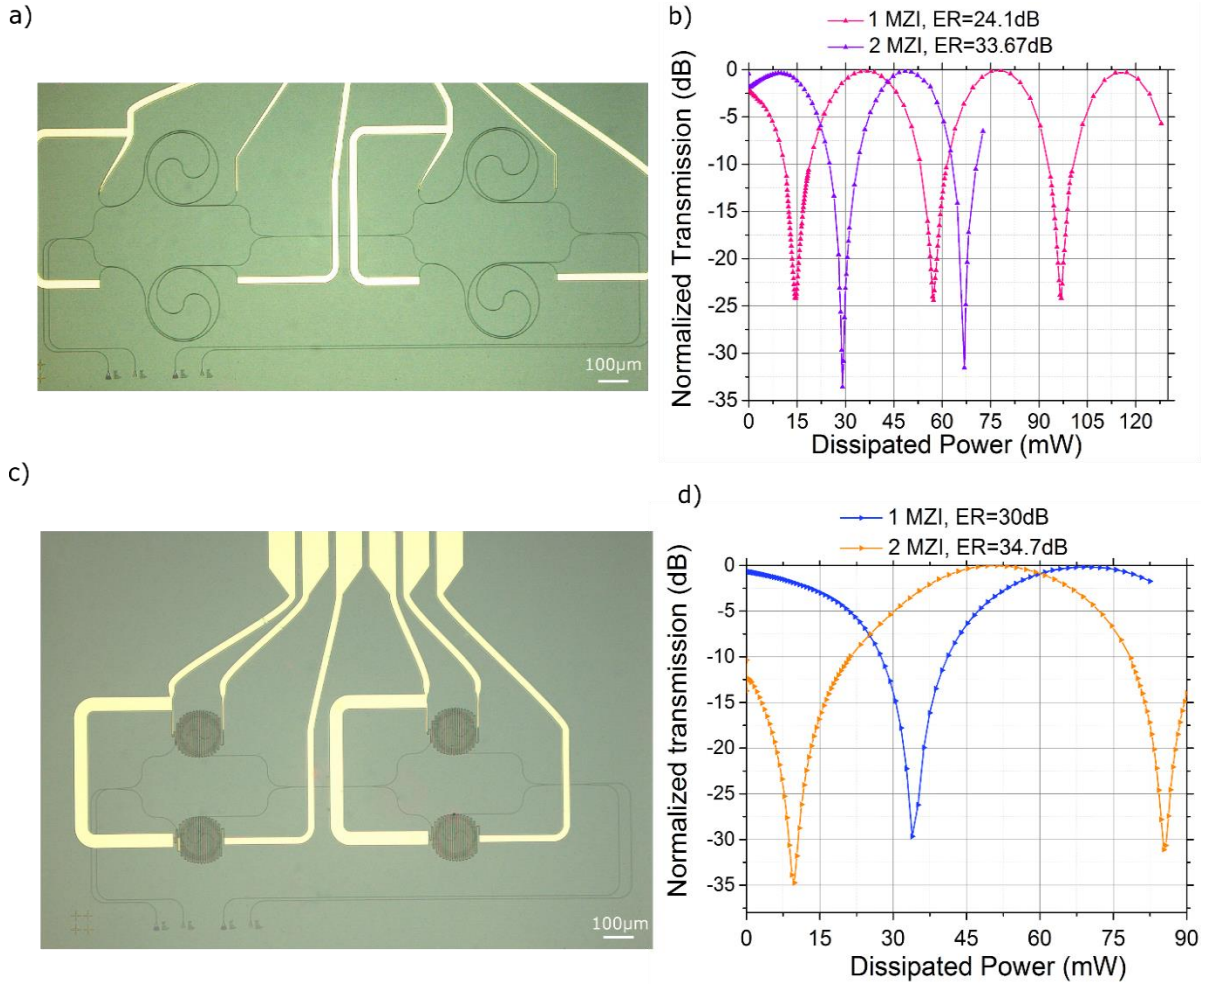 a)
100μm
b)
1 MZI, ER=24.1dB
2 MZI, ER=33.67dB
Normalized Transmission (dB)
0
-5
-10
-15
-20
-25
-30
-35
0 15 30 45 60 75 90 105 120
Dissipated Power (mW)
c)
100μm
d)
1 MZI, ER=30dB
2 MZI, ER=34.7dB
Normalized transmission (dB)
0
-5
-10
-15
-20
-25
-30
-35
0 15 30 45 60 75 90
Dissipated Power (mW)